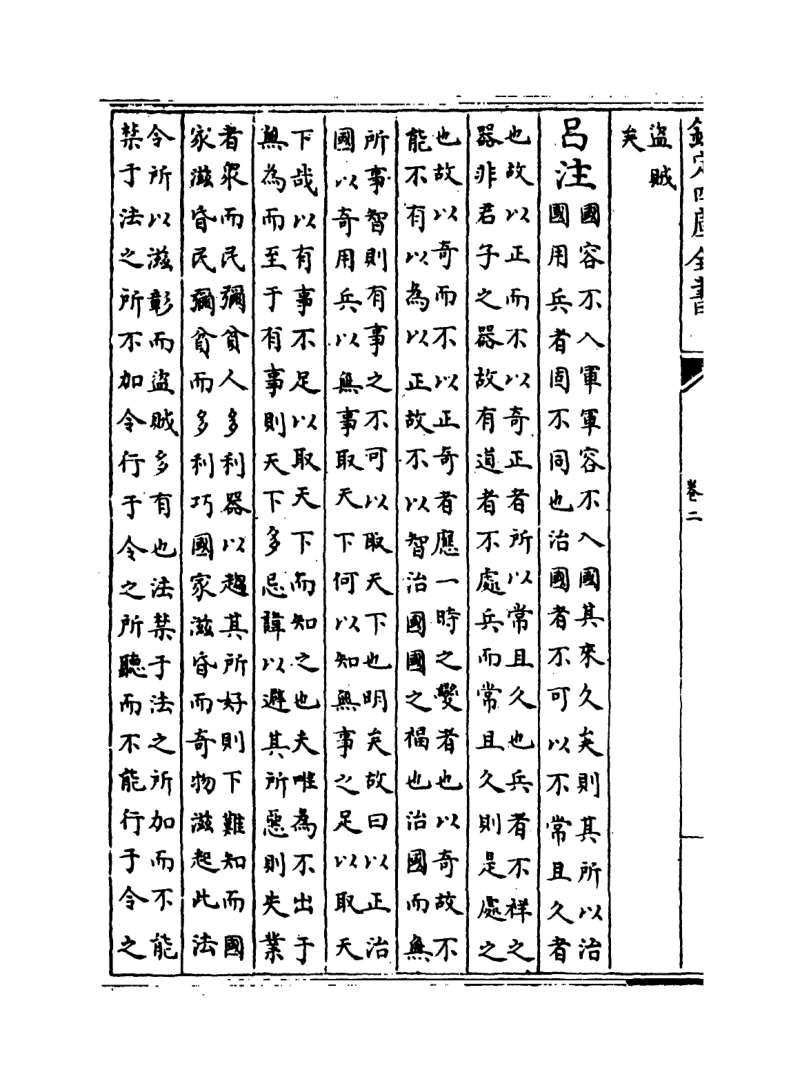 欽定四庫全書
卷二
盜賊
矣
呂注
國容不入軍軍容不入國其來久矣則其所以治
國用兵者固不同也治國者不可以不常且久者
也故以正而不以奇正者所以常且久也兵者不祥之
器非君子之器故有道者不處兵而常且久則是處之
也故以奇而不以正奇者應一時之變者也以奇故不
能不有以為以正故不以智治國國之福也治國而無
所事智則有事之不可以取天下也明矣故曰以正治
國以奇用兵以無事取天下何以知無事之足以取天
下哉以有事不足以取天下而知之也夫唯為不出于
無為而至于有事則天下多忌諱以避其所惡則失業
者衆而民彌貧人多利器以趨其所好則下難知而國
家滋昏民彌貧而多利巧國家滋昏而奇物滋起此法
令所以滋彰而盜賊多有也法禁于法之所加而不能
禁于法之所不加令行于令之所聽而不能行于令之